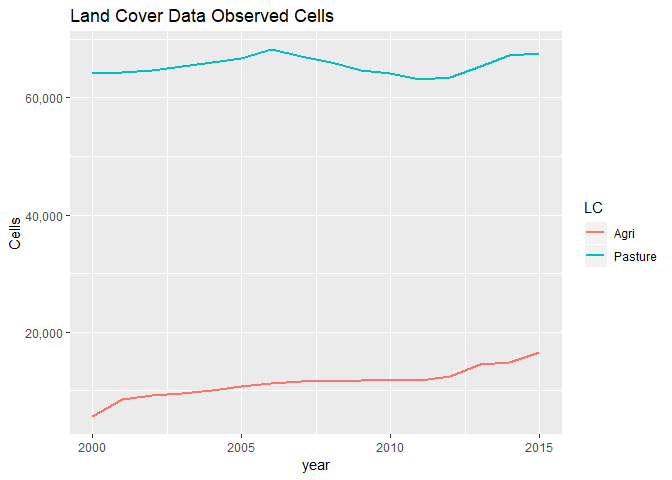 Land Cover Data Observed Cells
60,000
40,000
20,000
Cells
2000
2005
2010
2015
year
LC
Agri
Pasture